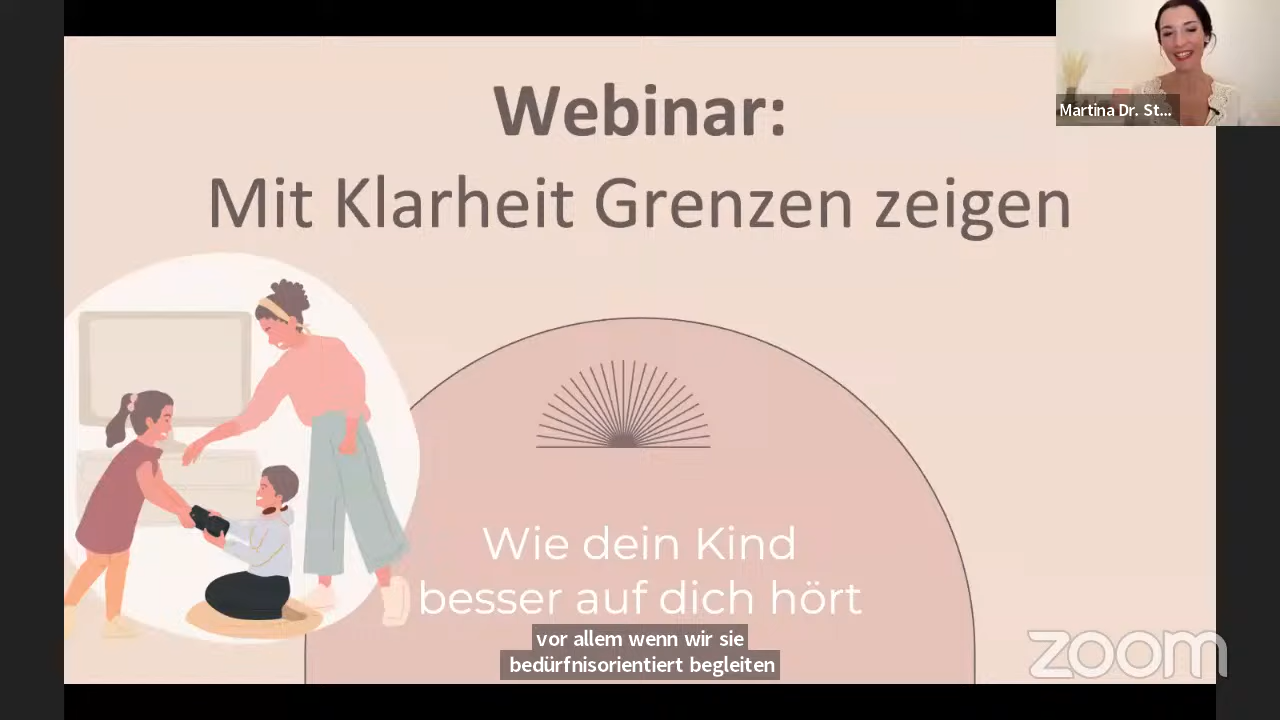 Webinar:
Mit Klarheit Grenzen zeigen
Martina Dr. St...
Wie dein Kind
besser auf dich hört
vor allem wenn wir sie
bedürfnisorientiert begleiten
zoom